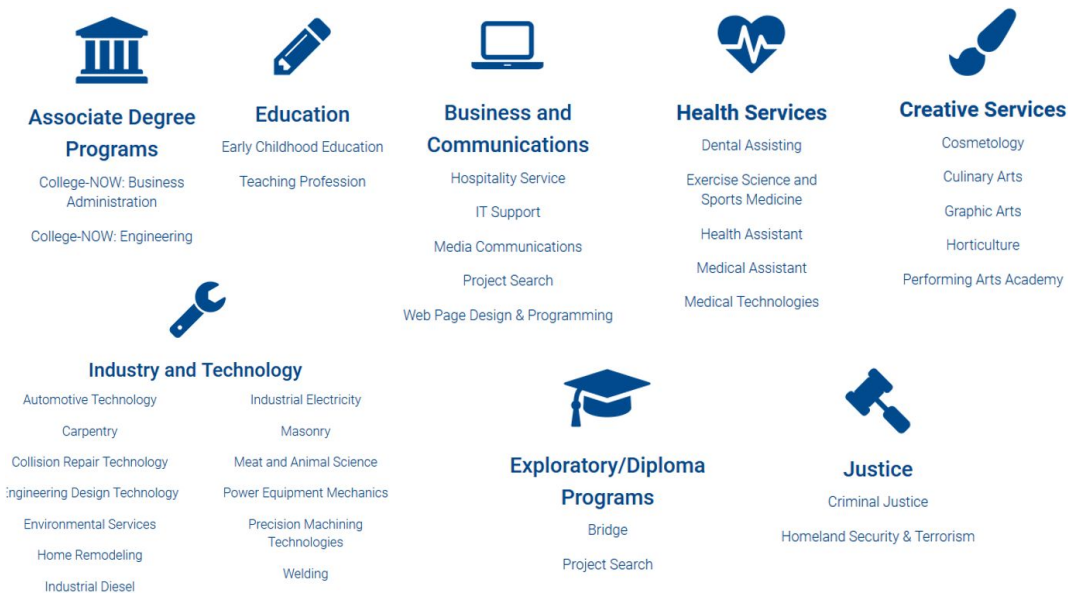 Associate Degree
Programs
College-NOW: Business
Administration
College-NOW: Engineering
Education
Early Childhood Education
Teaching Profession
Business and
Communications
Hospitality Service
IT Support
Media Communications
Project Search
Web Page Design & Programming
Health Services
Dental Assisting
Exercise Science and
Sports Medicine
Health Assistant
Medical Assistant
Medical Technologies
Creative Services
Cosmetology
Culinary Arts
Graphic Arts
Horticulture
Performing Arts Academy
Industry and Technology
Automotive Technology
Carpentry
Collision Repair Technology
Engineering Design Technology
Environmental Services
Home Remodeling
Industrial Diesel
Industrial Electricity
Masonry
Meat and Animal Science
Power Equipment Mechanics
Precision Machining
Technologies
Welding
Exploratory/Diploma
Programs
Bridge
Project Search
Justice
Criminal Justice
Homeland Security & Terrorism